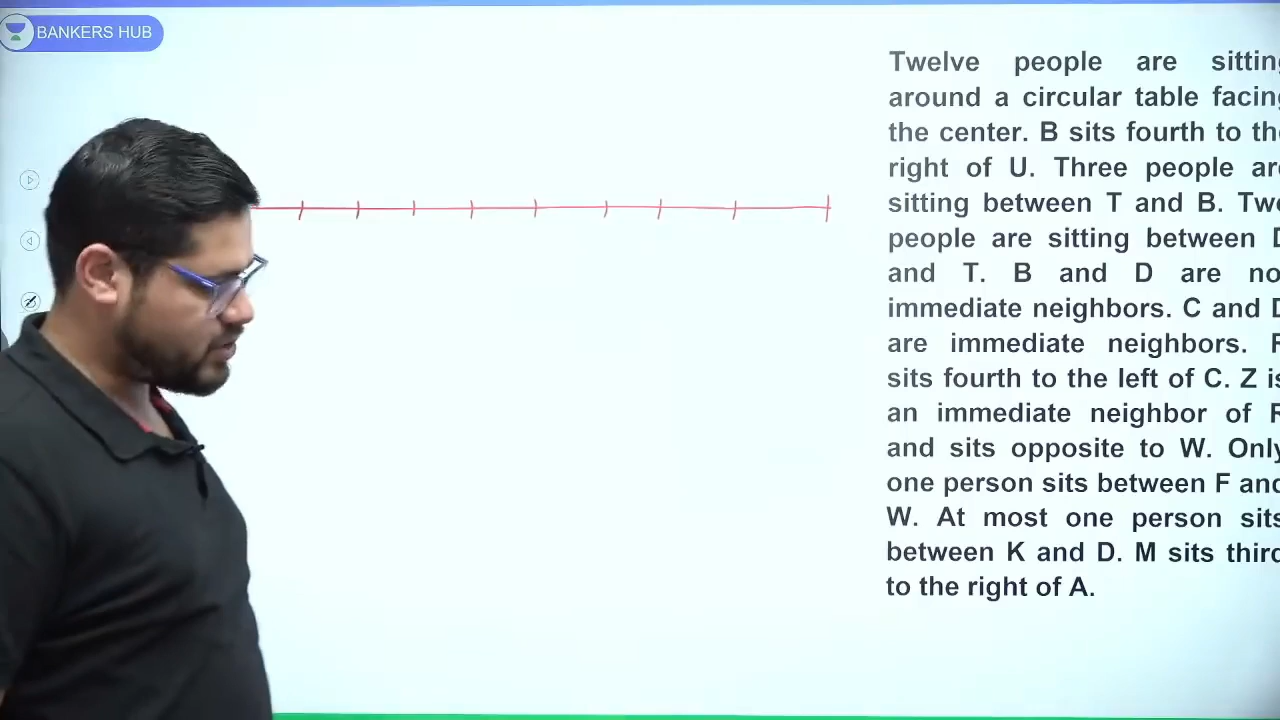 BANKERS HUB
Twelve people are sittin
around a circular table facin
the center. B sits fourth to th
right of U. Three people ar
sitting between T and B. Tw
people are sitting between
and T. B and D are no
immediate neighbors. C and
are immediate neighbors.
sits fourth to the left of C. Z i
an immediate neighbor of
and sits opposite to W. Onl
one person sits between F an
W. At most one person sits
between K and D. M sits third
to the right of A.